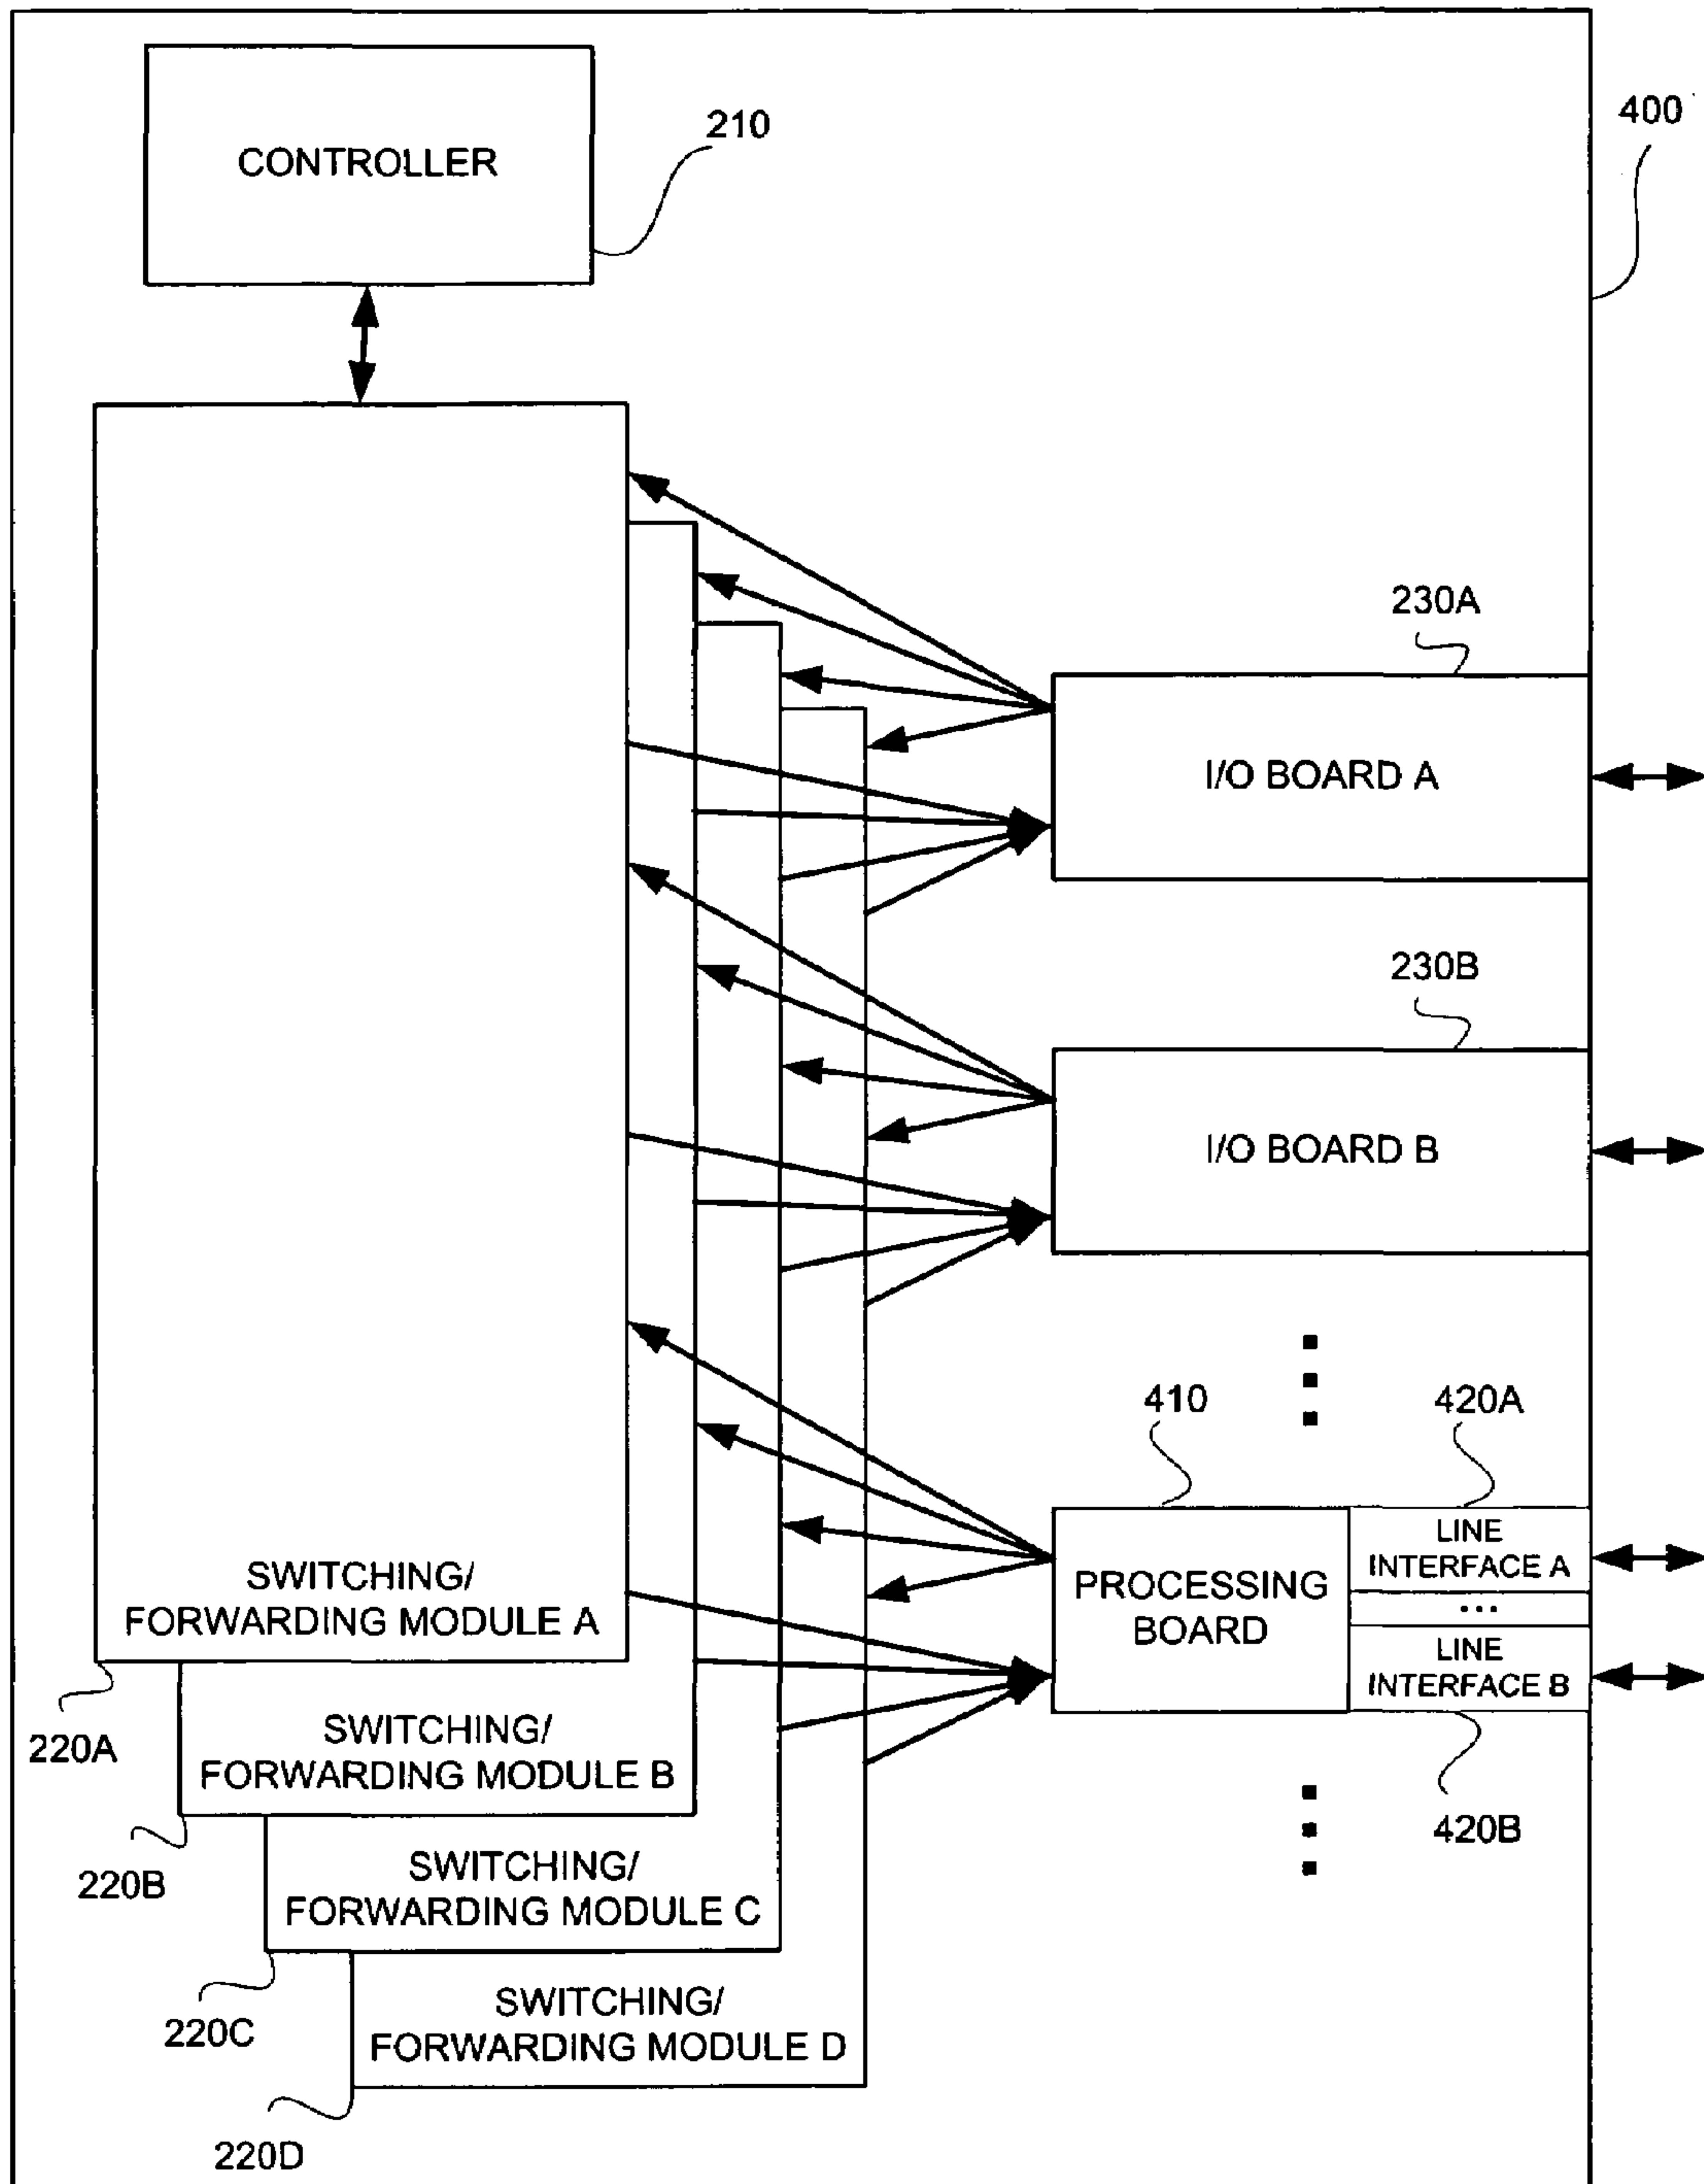 CONTROLLER
210
400
230A
I/O BOARD A
230B
I/O BOARD B
410
420A
PROCESSING
BOARD
LINE
INTERFACE A
...
LINE
INTERFACE B
420B
SWITCHING/
FORWARDING MODULE A
220A
SWITCHING/
FORWARDING MODULE B
220B
SWITCHING/
FORWARDING MODULE C
220C
SWITCHING/
FORWARDING MODULE D
220D